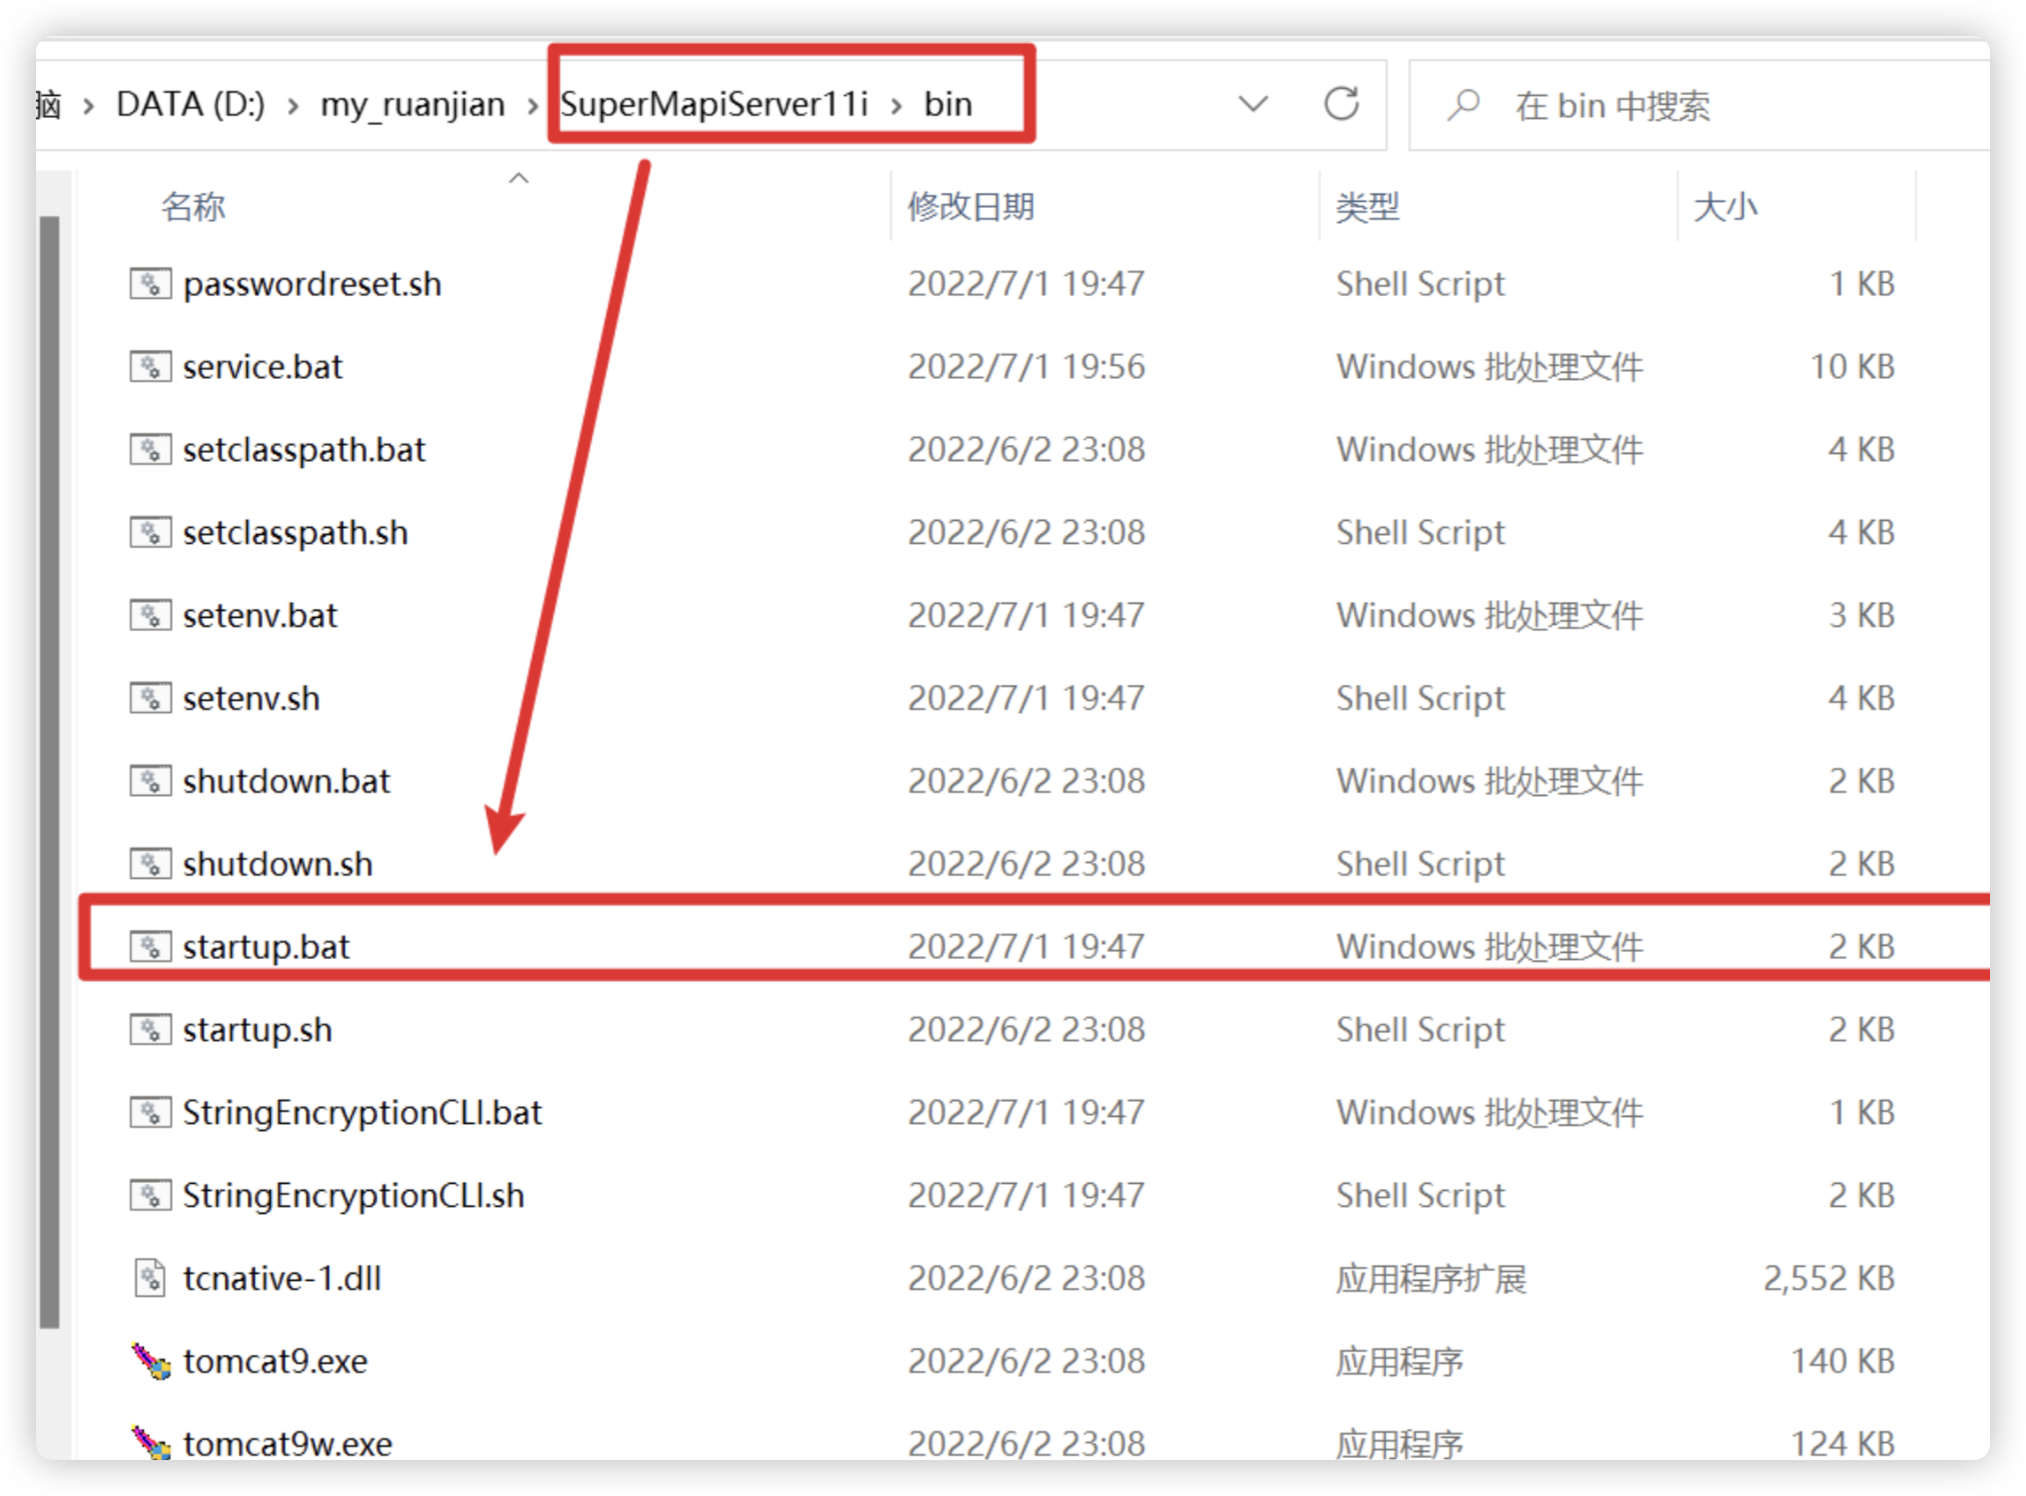 脑 › DATA (D:) › my_ruanjian › SuperMapiServer11i › bin 在 bin 中搜索
名称 修改日期 类型 大小
passwordreset.sh 2022/7/1 19:47 Shell Script 1 KB
service.bat 2022/7/1 19:56 Windows 批处理文件 10 KB
setclasspath.bat 2022/6/2 23:08 Windows 批处理文件 4 KB
setclasspath.sh 2022/6/2 23:08 Shell Script 4 KB
setenv.bat 2022/7/1 19:47 Windows 批处理文件 3 KB
setenv.sh 2022/7/1 19:47 Shell Script 4 KB
shutdown.bat 2022/6/2 23:08 Windows 批处理文件 2 KB
shutdown.sh 2022/6/2 23:08 Shell Script 2 KB
startup.bat 2022/7/1 19:47 Windows 批处理文件 2 KB
startup.sh 2022/6/2 23:08 Shell Script 2 KB
StringEncryptionCLI.bat 2022/7/1 19:47 Windows 批处理文件 1 KB
StringEncryptionCLI.sh 2022/7/1 19:47 Shell Script 2 KB
tcnative-1.dll 2022/6/2 23:08 应用程序扩展 2,552 KB
tomcat9.exe 2022/6/2 23:08 应用程序 140 KB
tomcat9w.exe 2022/6/2 23:08 应用程序 124 KB